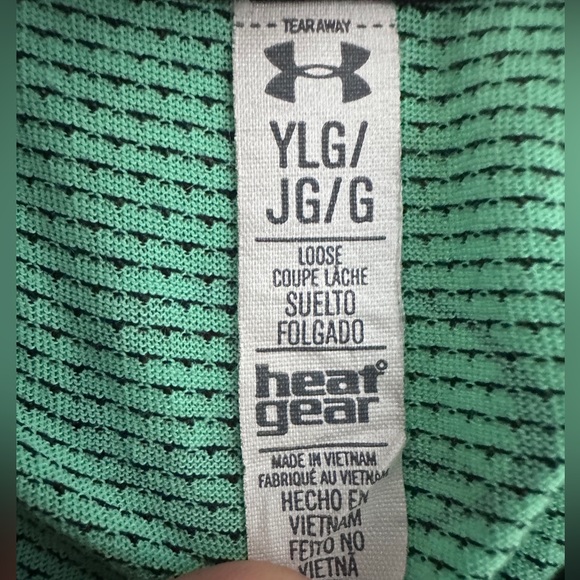 TEAR AWAY
YLG/
JG/G
LOOSE
COUPE LÂCHE
SUELTO
FOLGADO
heat
gear
MADE IN VIETNAM
FABRIQUÉ AU VIETNAM
HECHO EN
VIETNAM
FEITO NO
VIETNÃ